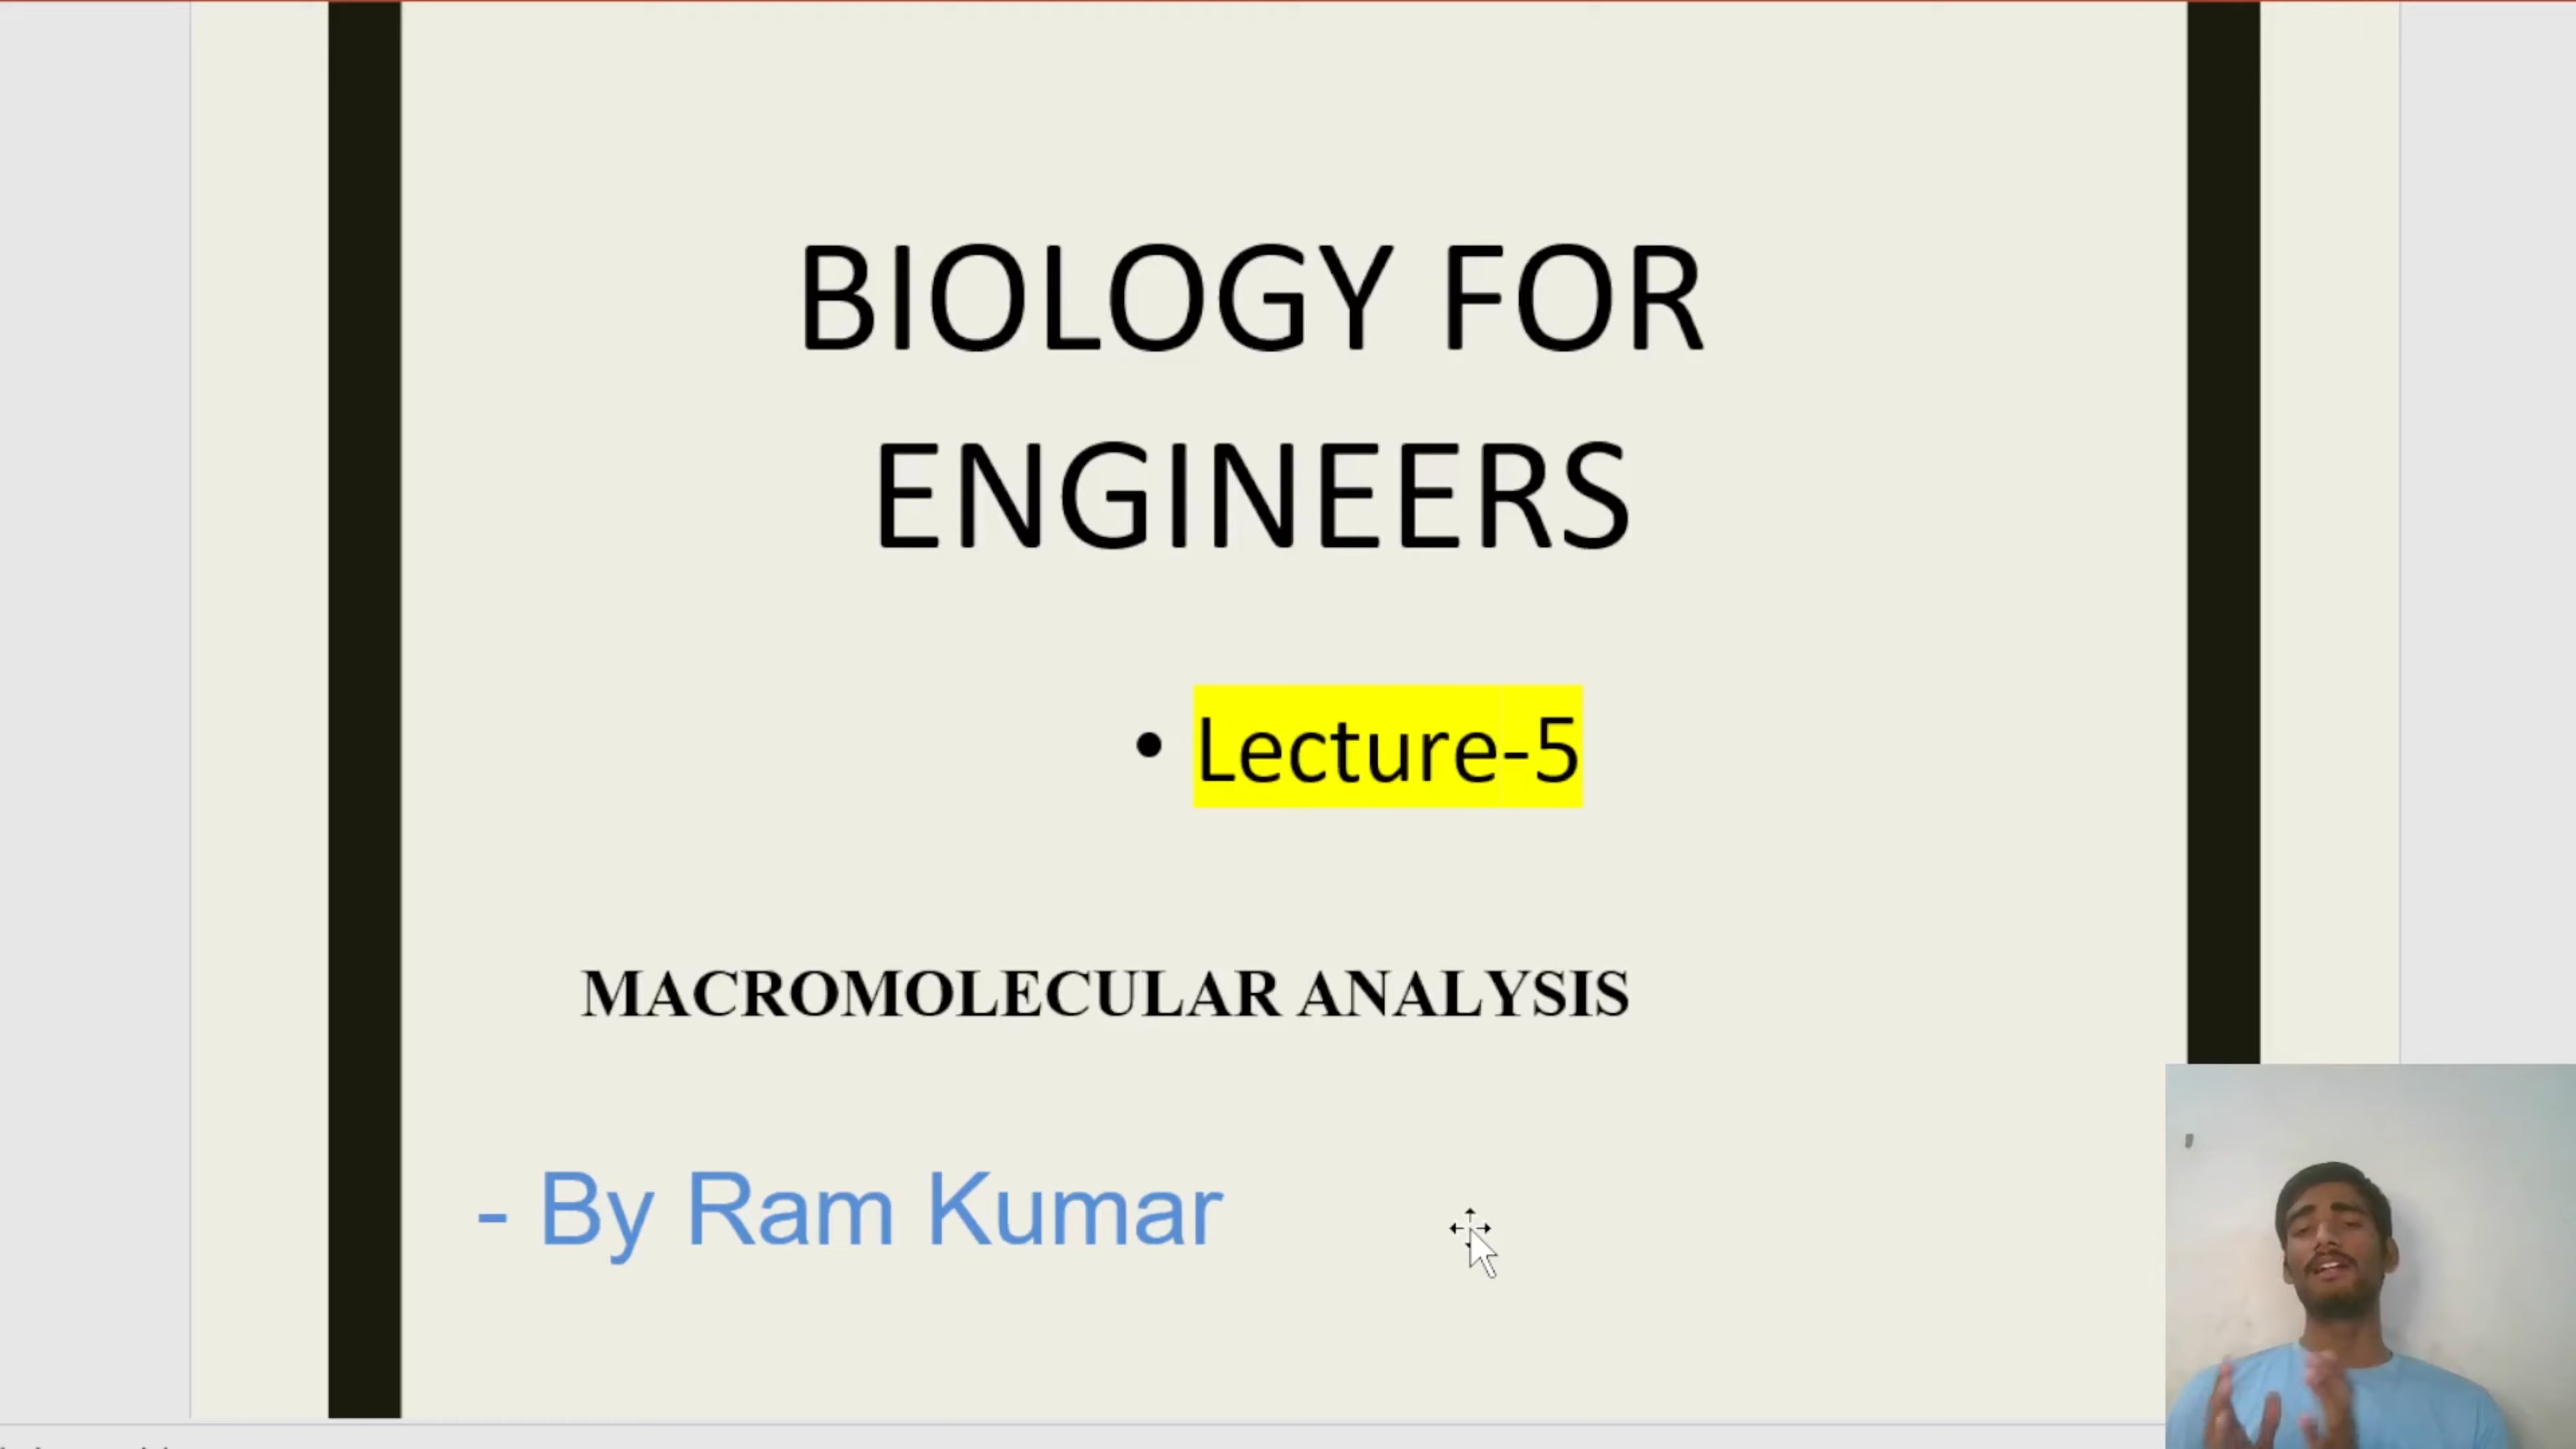 BIOLOGY FOR
ENGINEERS
• Lecture-5
MACROMOLECULAR ANALYSIS
- By Ram Kumar